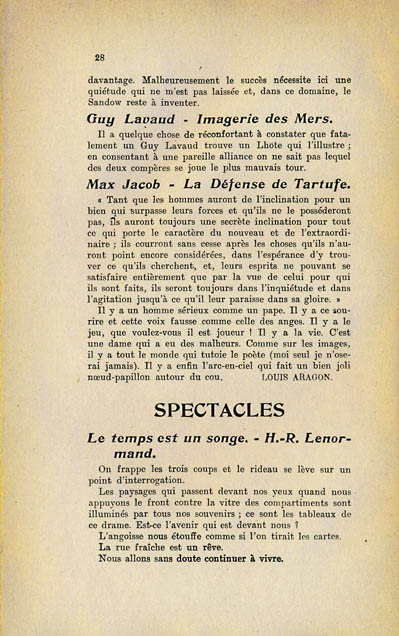 28
davantage. Malheureusement le succès nécessite ici une
quiétude qui ne m'est pas laissée et, dans ce domaine, le
Sandow reste à inventer.
Guy Lavaud - Imagerie des Mers.
Il a quelque chose de réconfortant à constater que fata-
lement un Guy Lavaud trouve un Lhôte qui l'illustre ;
en consentant à une pareille alliance on ne sait pas lequel
des deux compères se joue le plus mauvais tour.
Max Jacob - La Défense de Tartufe.
« Tant que les hommes auront de l'inclination pour un
bien qui surpasse leurs forces et qu'ils ne le posséderont
pas, ils auront toujours une secrète inclination pour tout
ce qui porte le caractère du nouveau et de l'extraordi-
naire ; ils courront sans cesse après les choses qu'ils n'au-
ront point encore considérées, dans l'espérance d'y trou-
ver ce qu'ils cherchent, et, leurs esprits ne pouvant se
satisfaire entièrement que par la vue de celui pour qui
ils sont faits, ils seront toujours dans l'inquiétude et dans
l'agitation jusqu'à ce qu'il leur paraisse dans sa gloire. »
Il y a un homme sérieux comme un pape. Il y a ce sou-
rire et cette voix fausse comme celle des anges. Il y a le
jeu, que voulez-vous il est joueur ! Il y a la vie. C'est
une dame qui a eu des malheurs. Comme sur les images,
il y a tout le monde qui tutoie le poète (moi seul je n'ose-
rai jamais). Il y a enfin l'arc-en-ciel qui fait un bien joli
nœud-papillon autour du cou. LOUIS ARAGON.
SPECTACLES
Le temps est un songe. - H.-R. Lenor-
mand.
On frappe les trois coups et le rideau se lève sur un
point d'interrogation.
Les paysages qui passent devant nos yeux quand nous
appuyons le front contre la vitre des compartiments sont
illuminés par tous nos souvenirs ; ce sont les tableaux de
ce drame. Est-ce l'avenir qui est devant nous ?
L'angoisse nous étouffe comme si l'on tirait les cartes.
La rue fraîche est un rêve.
Nous allons sans doute continuer à vivre.